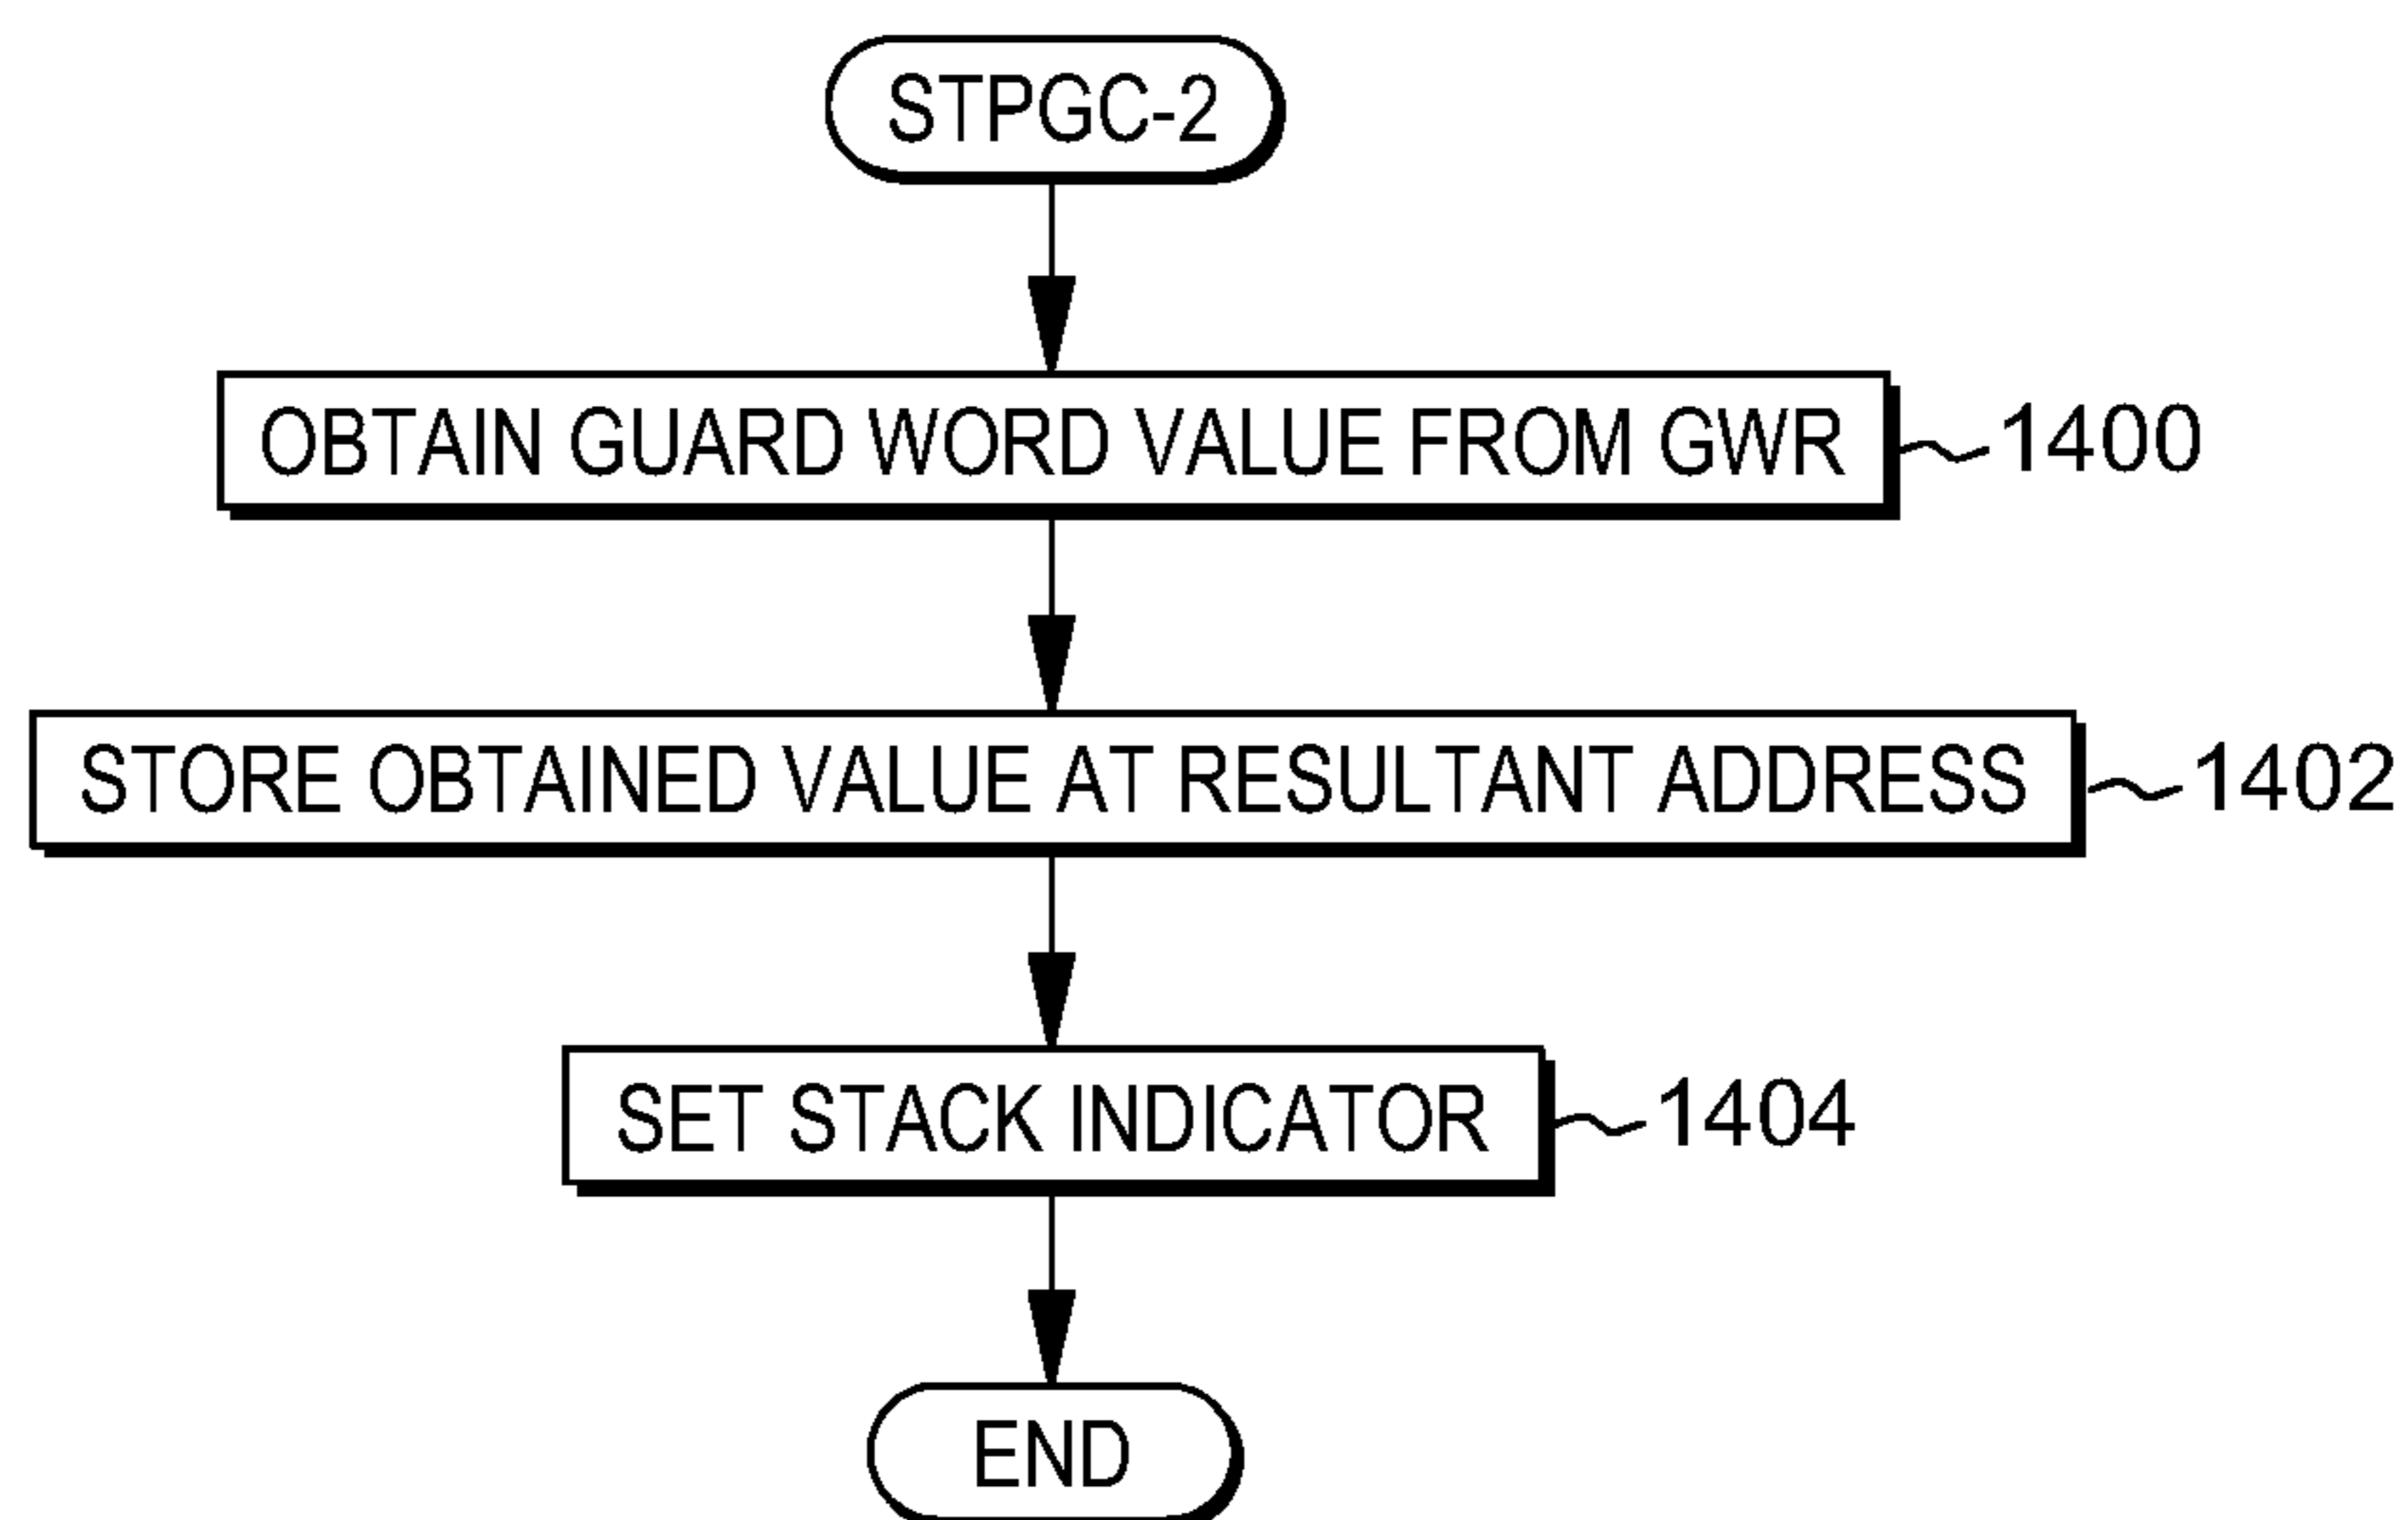 STPGC-2
OBTAIN GUARD WORD VALUE FROM GWR
1400
STORE OBTAINED VALUE AT RESULTANT ADDRESS
1402
SET STACK INDICATOR
1404
END